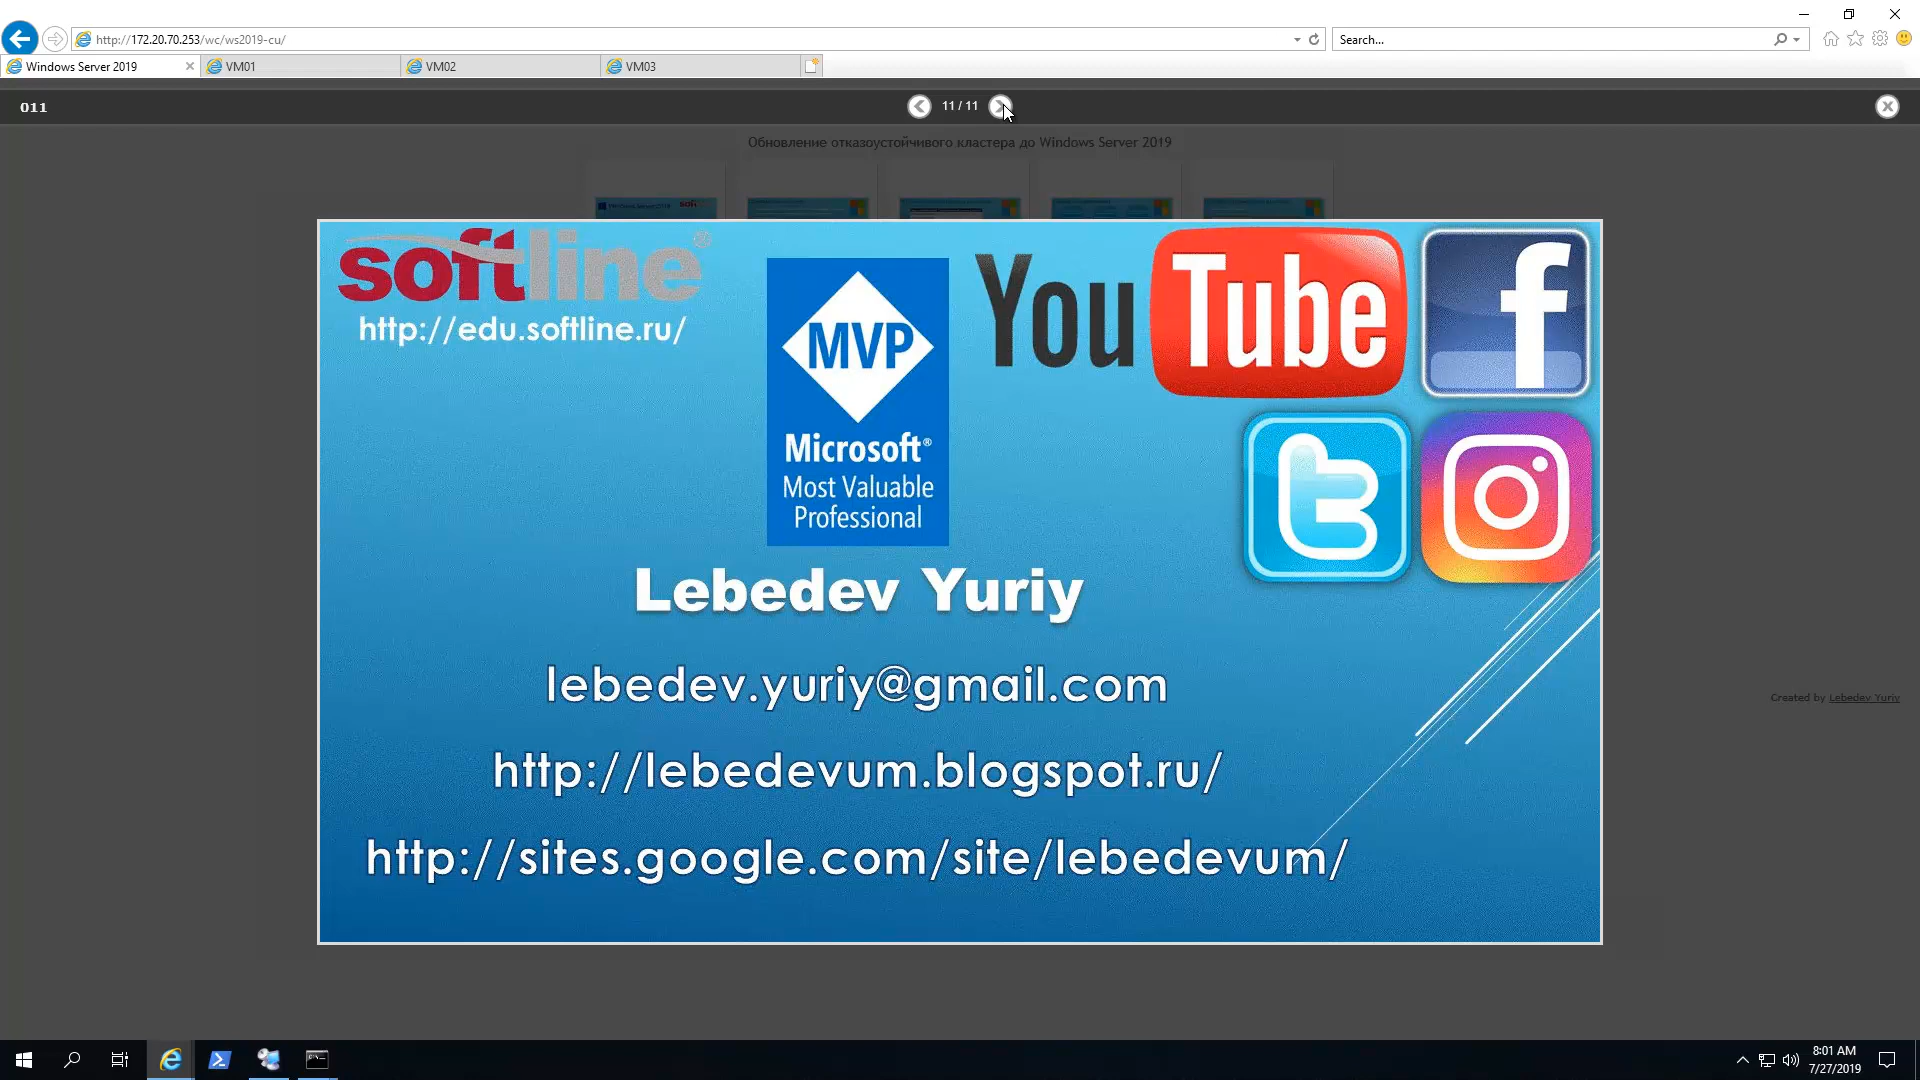 http://172.20.70.253/wc/ws2019-cu/
Search...
Windows Server 2019
VM01
VM02
VM03
011
11 / 11
Обновление отказоустойчивого кластера до Windows Server 2019
softline®
http://edu.softline.ru/
MVP
Microsoft®
Most Valuable
Professional
YouTube
f
t
Lebedev Yuriy
lebedev.yuriy@gmail.com
http://lebedevum.blogspot.ru/
http://sites.google.com/site/lebedevum/
Created by Lebedev Yuriy
8:01 AM
7/27/2019